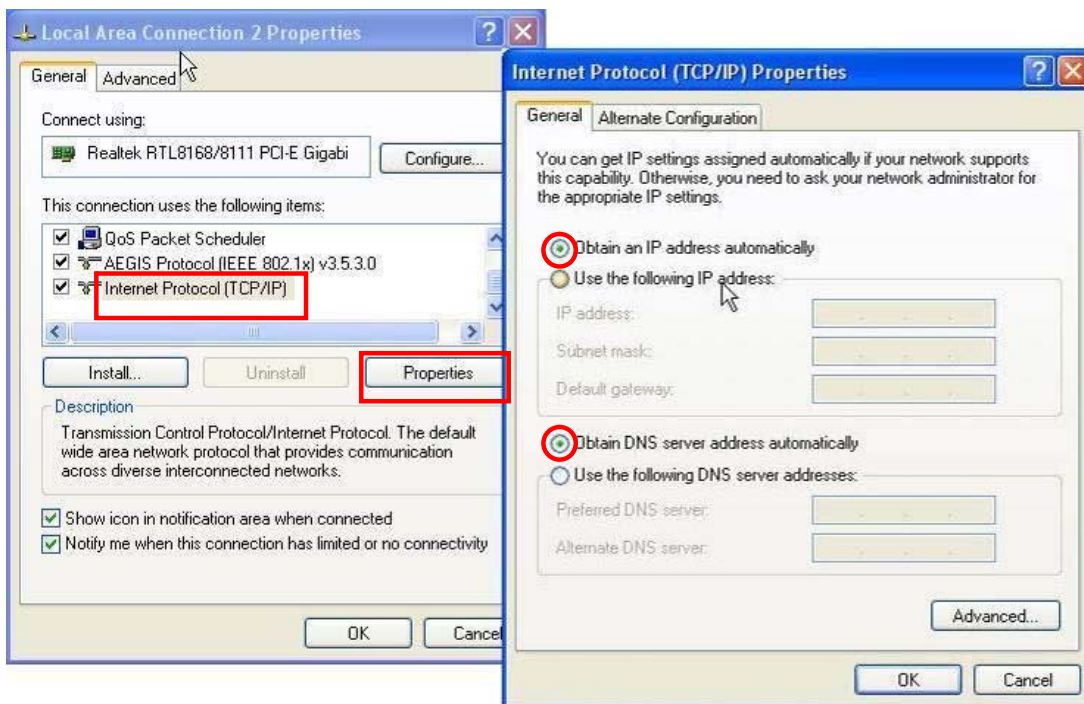 Local Area Connection 2 Properties
General Advanced
Connect using:
Realtek RTL8168/8111 PCI-E Gigabi
Configure...
This connection uses the following items:
QoS Packet Scheduler
AEGIS Protocol (IEEE 802.1x) v3.5.3.0
Internet Protocol (TCP/IP)
Install... Uninstall Properties
Description
Transmission Control Protocol/Internet Protocol. The default
wide area network protocol that provides communication
across diverse interconnected networks.
Show icon in notification area when connected
Notify me when this connection has limited or no connectivity
OK Cancel
Internet Protocol (TCP/IP) Properties
General Alternate Configuration
You can get IP settings assigned automatically if your network supports
this capability. Otherwise, you need to ask your network administrator for
the appropriate IP settings.
Obtain an IP address automatically
Use the following IP address:
IP address:
Subnet mask:
Default gateway:
Obtain DNS server address automatically
Use the following DNS server addresses:
Preferred DNS server:
Alternate DNS server:
Advanced...
OK Cancel